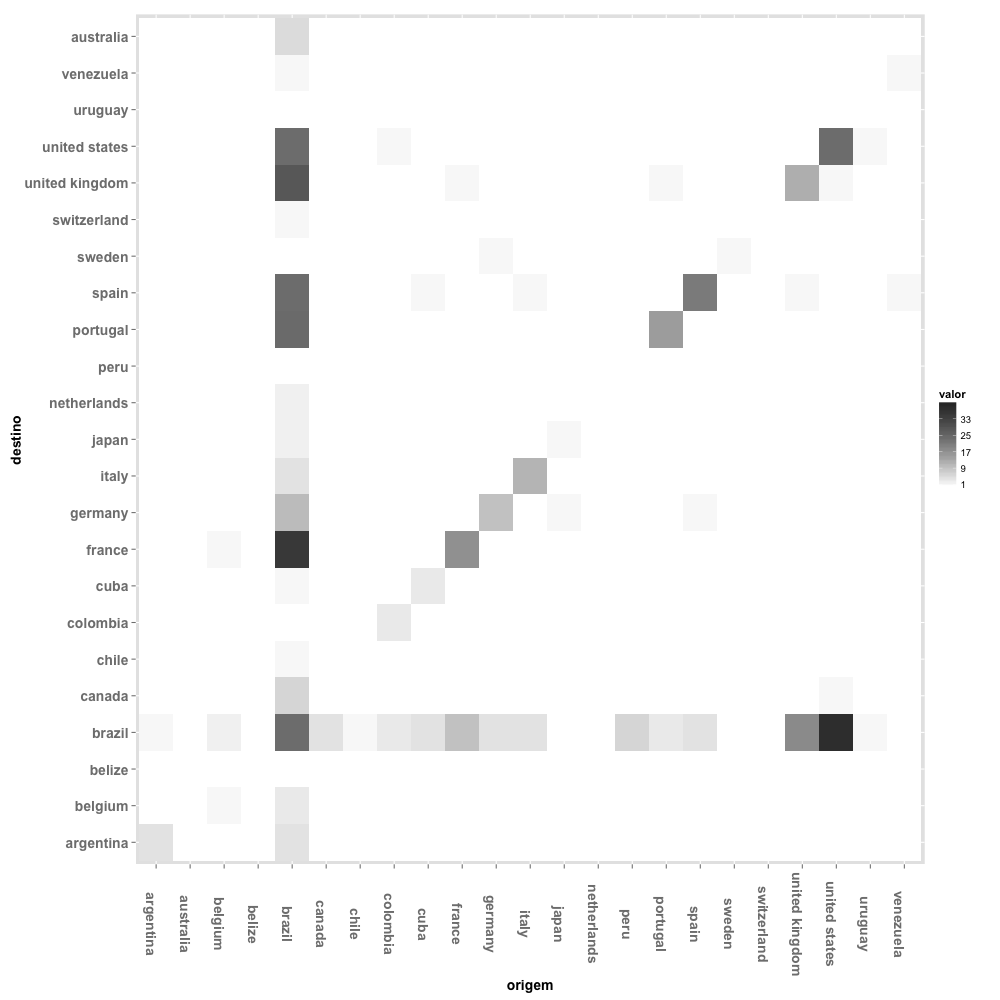 australia
venezuela
uruguay
united states
united kingdom
switzerland
sweden
spain
portugal
peru
netherlands
japan
italy
germany
france
cuba
colombia
chile
canada
brazil
belize
belgium
argentina
destino
valor
33
25
17
9
1
argentina
australia
belgium
belize
brazil
canada
chile
colombia
cuba
france
germany
italy
japan
netherlands
peru
portugal
spain
sweden
switzerland
united kingdom
united states
uruguay
venezuela
origem